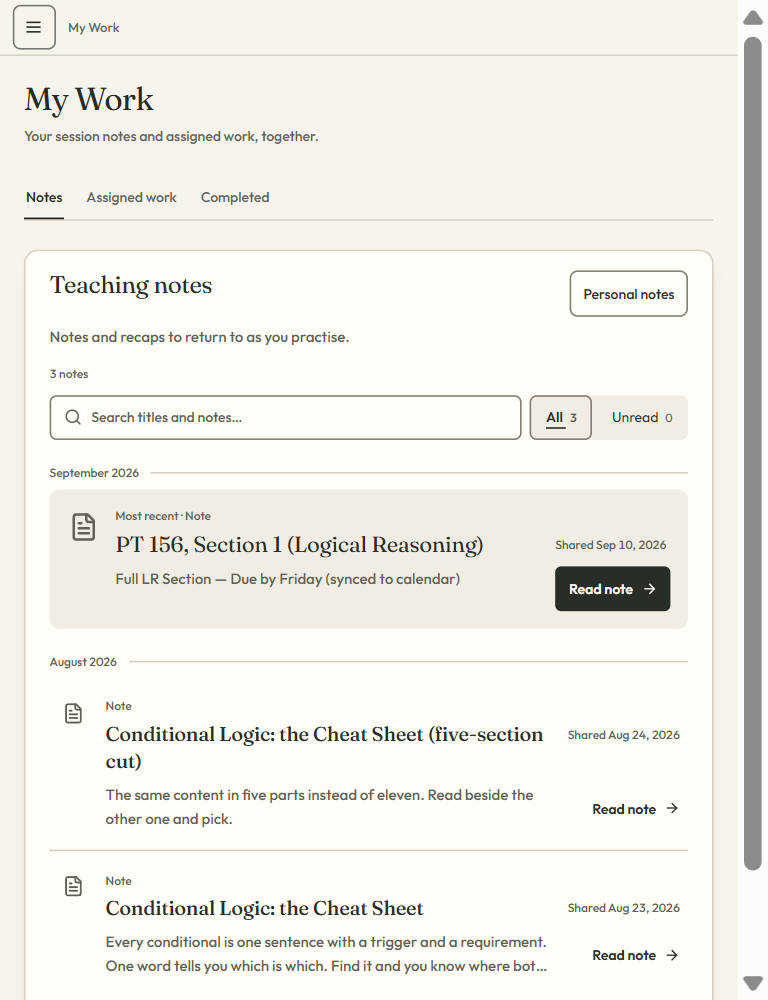 My Work
My Work
Your session notes and assigned work, together.
Notes Assigned work Completed
Teaching notes
Personal notes
Notes and recaps to return to as you practise.
3 notes
Search titles and notes…
All 3 Unread 0
September 2026
Most recent · Note
PT 156, Section 1 (Logical Reasoning)
Shared Sep 10, 2026
Full LR Section — Due by Friday (synced to calendar)
Read note →
August 2026
Note
Conditional Logic: the Cheat Sheet (five-section
cut)
Shared Aug 24, 2026
The same content in five parts instead of eleven. Read beside the
other one and pick.
Read note →
Note
Conditional Logic: the Cheat Sheet
Shared Aug 23, 2026
Every conditional is one sentence with a trigger and a requirement.
One word tells you which is which. Find it and you know where bot…
Read note →